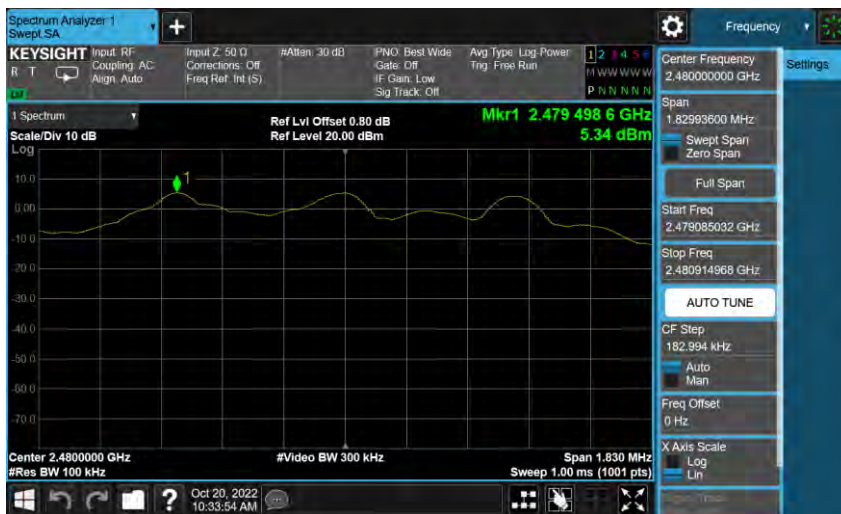 Spectrum Analyzer 1
Swept SA
+
Frequency
KEYSIGHT
R T
Input: RF
Coupling: AC
Align: Auto
Input Z: 50 Ω
Corrections: Off
Freq Ref: Int (S)
#Atten: 30 dB
PNO: Best Wide
Gate: Off
IF Gain: Low
Sig Track: Off
Avg Type: Log-Power
Trig: Free Run
1 2 3 4 5 6
M W W W W W
P N N N N N
1 Spectrum
Scale/Div 10 dB
Log
Ref Lvl Offset 0.80 dB
Ref Level 20.00 dBm
Mkr1 2.479 498 6 GHz
5.34 dBm
1
10.0
0.00
-10.0
-20.0
-30.0
-40.0
-50.0
-60.0
-70.0
Center 2.4800000 GHz
#Res BW 100 kHz
#Video BW 300 kHz
Span 1.830 MHz
Sweep 1.00 ms (1001 pts)
Center Frequency
2.480000000 GHz
Settings
Span
1.82993600 MHz
Swept Span
Zero Span
Full Span
Start Freq
2.479085032 GHz
Stop Freq
2.480914968 GHz
AUTO TUNE
CF Step
182.994 kHz
Auto
Man
Freq Offset
0 Hz
X Axis Scale
Log
Lin
?
Oct 20, 2022
10:33:54 AM